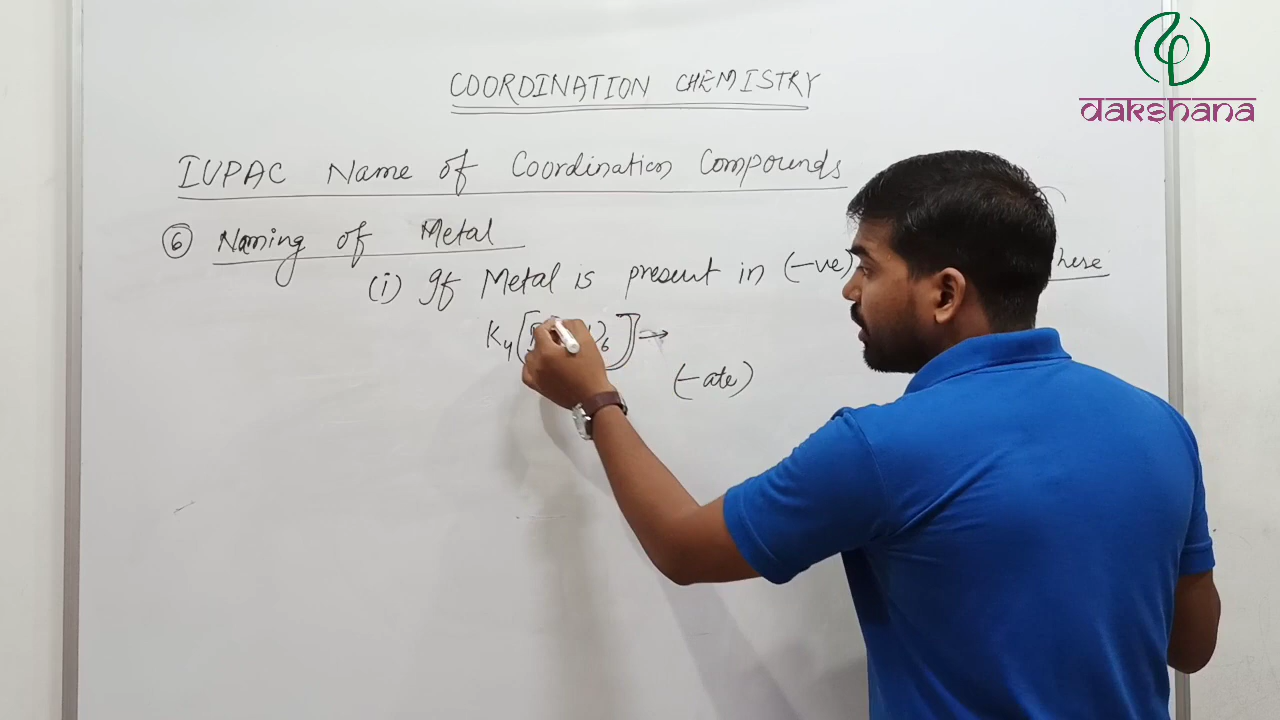 COORDINATION CHEMISTRY
dakshana
IUPAC Name of Coordination Compounds
⑥ Naming of Metal
(i) If Metal is present in (-ve) here
K4[ )6] →
(-ate)